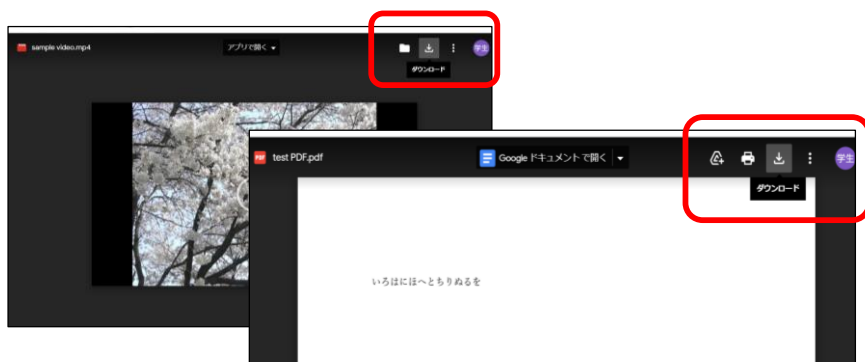 sample video.mp4
アプリで開く
学生
ダウンロード
PDF
test PDF.pdf
Google ドキュメントで開く
学生
ダウンロード
いろはにほへとちりぬるを